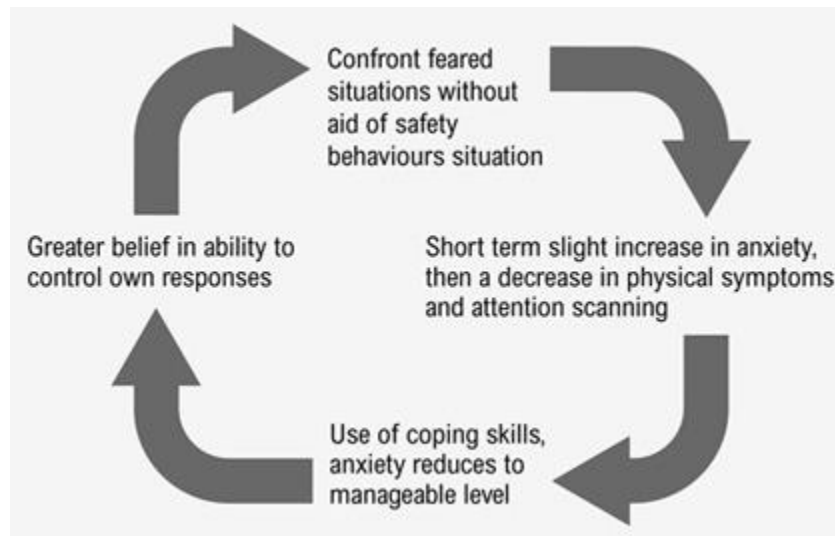 Confront feared
situations without
aid of safety
behaviours situation
Short term slight increase in anxiety,
then a decrease in physical symptoms
and attention scanning
Use of coping skills,
anxiety reduces to
manageable level
Greater belief in ability to
control own responses